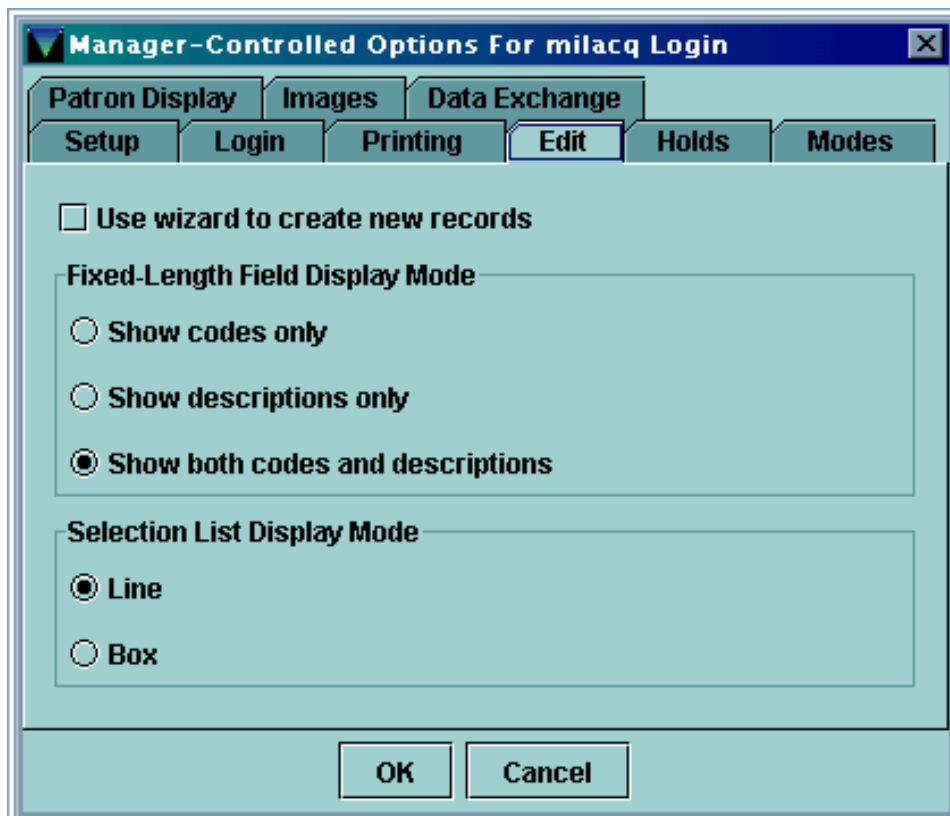 Manager-Controlled Options For milacq Login
Patron Display Images Data Exchange
Setup Login Printing Edit Holds Modes
Use wizard to create new records
Fixed-Length Field Display Mode
Show codes only
Show descriptions only
Show both codes and descriptions
Selection List Display Mode
Line
Box
OK Cancel